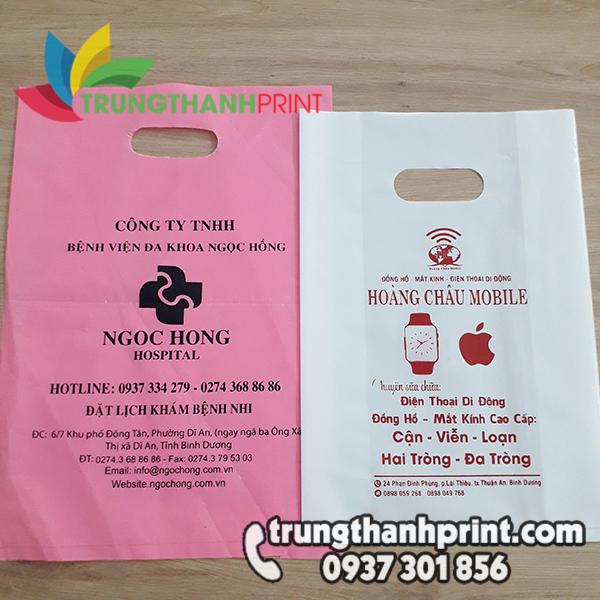 TRUNGTHANHPRINT
CÔNG TY TNHH
BỆNH VIỆN ĐA KHOA NGỌC HỒNG
NGOC HONG
HOSPITAL
HOTLINE: 0937 334 279 - 0274 368 86 86
ĐẶT LỊCH KHÁM BỆNH NHI
ĐC: 6/7 Khu phố Đông Tân, Phường Dĩ An, (ngay ngã ba Ông Xã
Thị xã Dĩ An, Tỉnh Bình Dương
ĐT: 0274.3 68 86 86 - Fax: 0274.3 79 53 03
Email: info@ngochong.com.vn
Website.ngochong.com.vn
Hoàng Châu Mobile
ĐỒNG HỒ - MẮT KÍNH - ĐIỆN THOẠI DI ĐỘNG
HOÀNG CHÂU MOBILE
Chuyên sửa chữa:
Điện Thoại Di Động
Đồng Hồ - Mắt Kính Cao Cấp:
Cận - Viễn - Loạn
Hai Tròng - Đa Tròng
24 Phan Đình Phùng, p.Lái Thiêu, tx.Thuận An, Bình Dương
0898 059 268 0898 049 768
trungthanhprint.com
0937 301 856